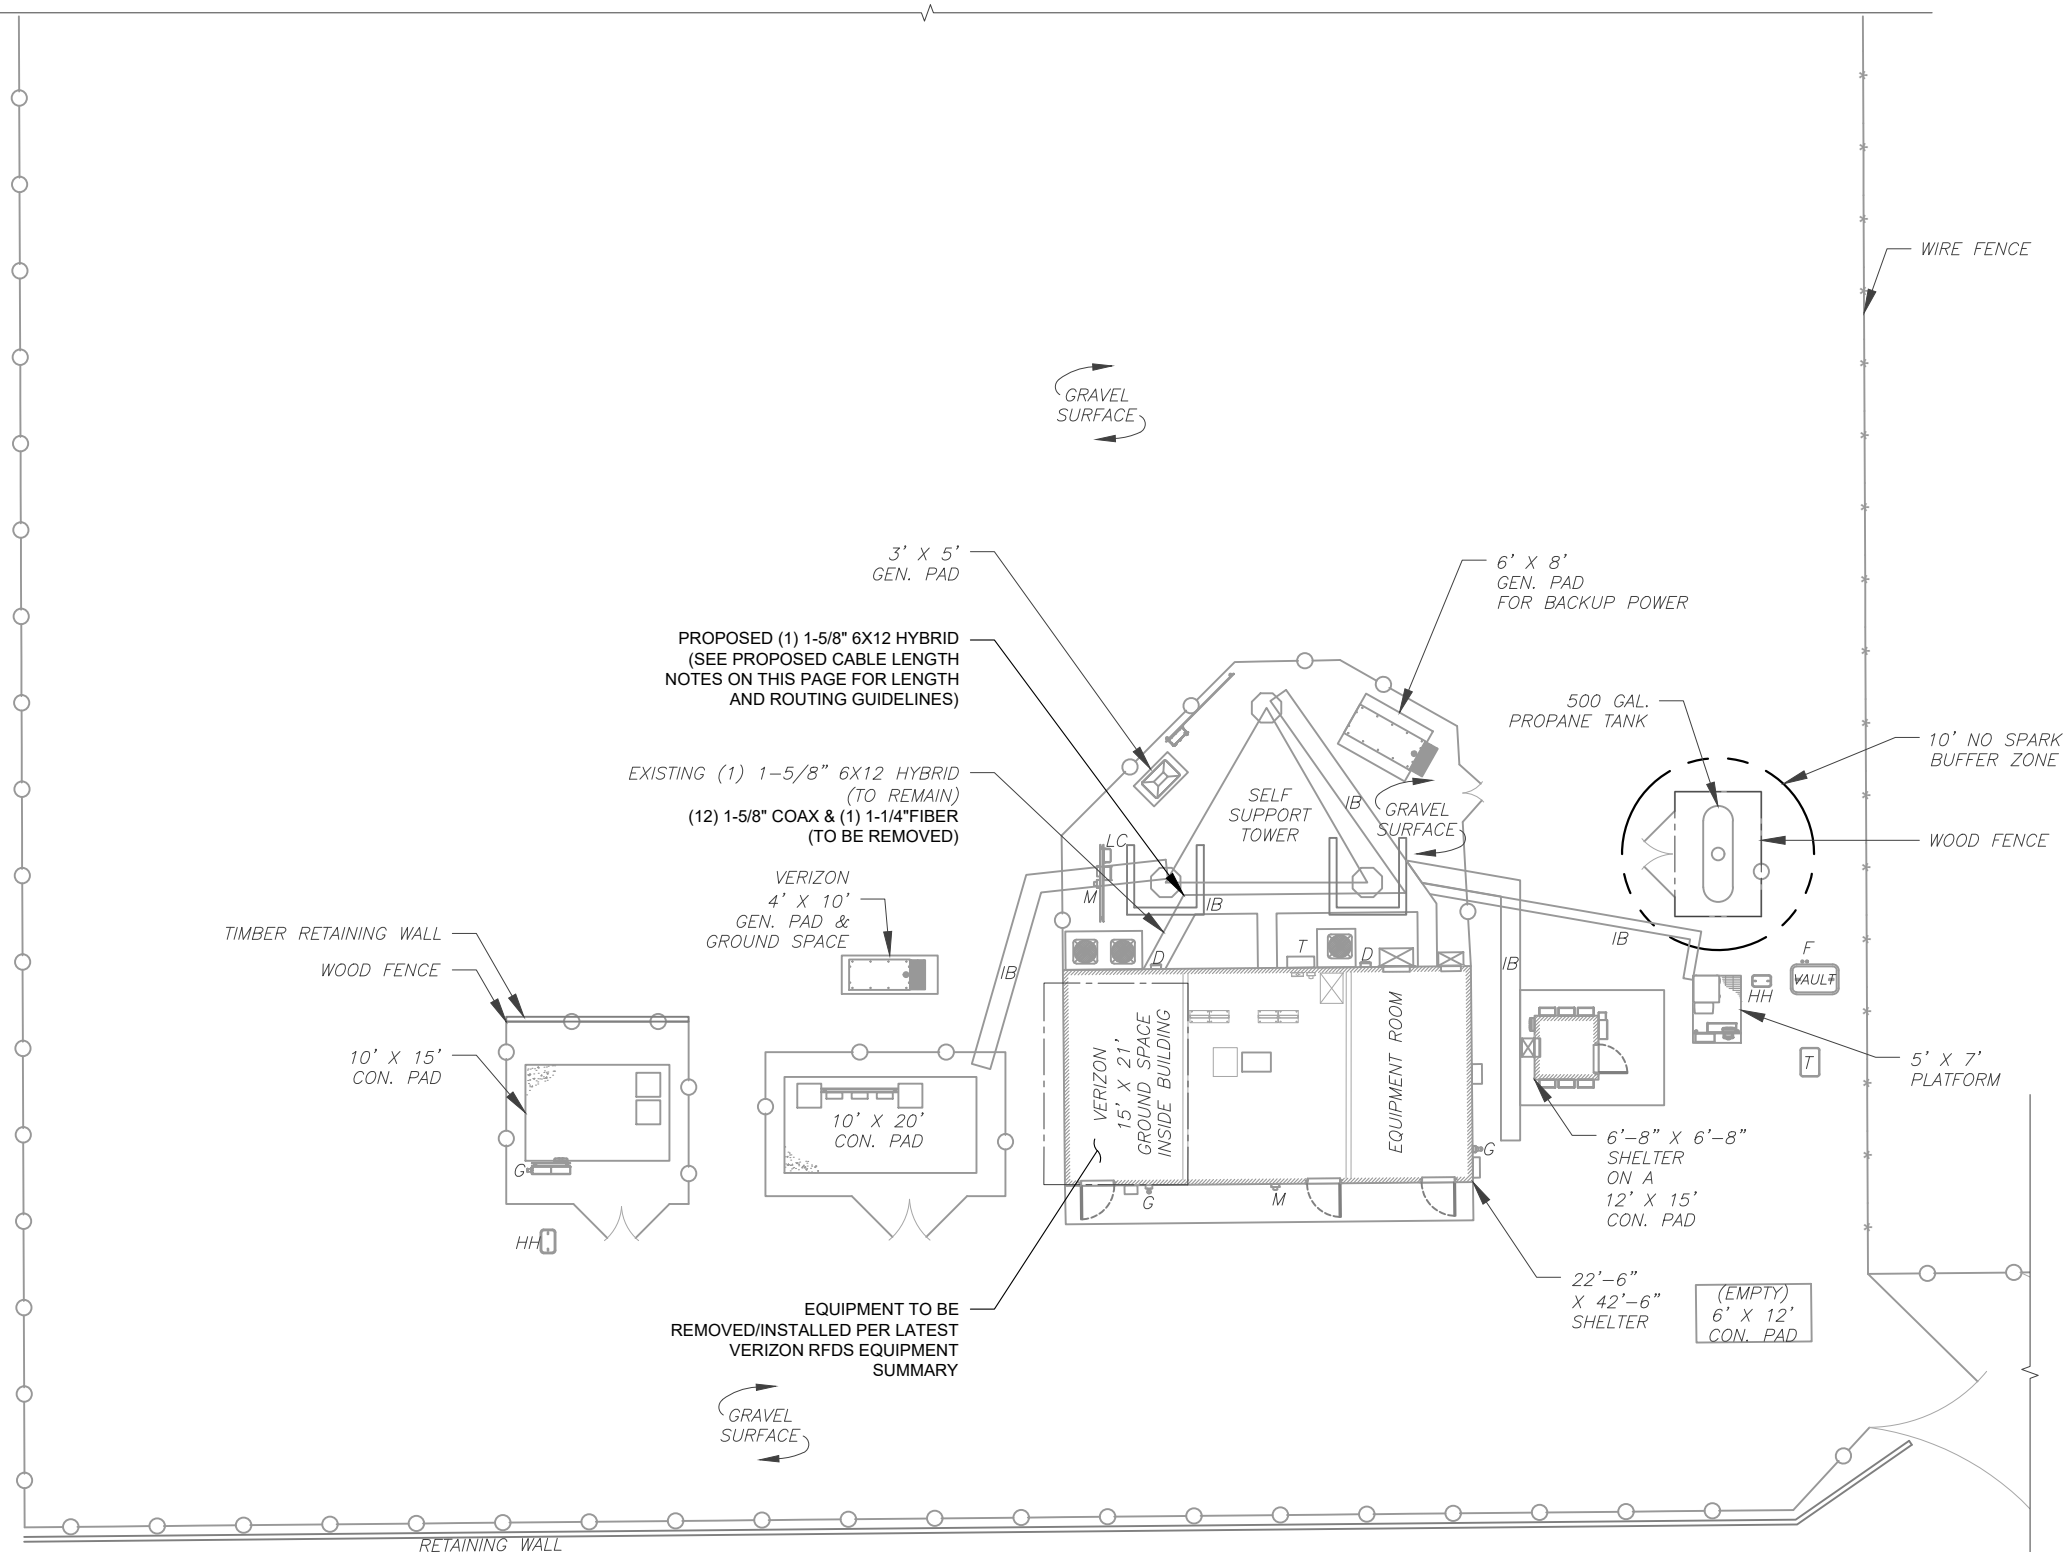 WIRE FENCE
GRAVEL
SURFACE
3' X 5'
GEN. PAD
6' X 8'
GEN. PAD
FOR BACKUP POWER
PROPOSED (1) 1-5/8" 6X12 HYBRID
(SEE PROPOSED CABLE LENGTH
NOTES ON THIS PAGE FOR LENGTH
AND ROUTING GUIDELINES)
500 GAL.
PROPANE TANK
10' NO SPARK
BUFFER ZONE
EXISTING (1) 1-5/8" 6X12 HYBRID
(TO REMAIN)
(12) 1-5/8" COAX & (1) 1-1/4"FIBER
(TO BE REMOVED)
SELF
SUPPORT
TOWER
IB
GRAVEL
SURFACE
WOOD FENCE
LC
M
IB
VERIZON
4' X 10'
GEN. PAD &
GROUND SPACE
TIMBER RETAINING WALL
WOOD FENCE
IB
D
T
D
IB
IB
F
VAULT
HH
T
10' X 15'
CON. PAD
G
HH
10' X 20'
CON. PAD
VERIZON
15' X 21'
GROUND SPACE
INSIDE BUILDING
EQUIPMENT ROOM
5' X 7'
PLATFORM
G
G
M
6'-8" X 6'-8"
SHELTER
ON A
12' X 15'
CON. PAD
22'-6"
X 42'-6"
SHELTER
(EMPTY)
6' X 12'
CON. PAD
EQUIPMENT TO BE
REMOVED/INSTALLED PER LATEST
VERIZON RFDS EQUIPMENT
SUMMARY
GRAVEL
SURFACE
RETAINING WALL